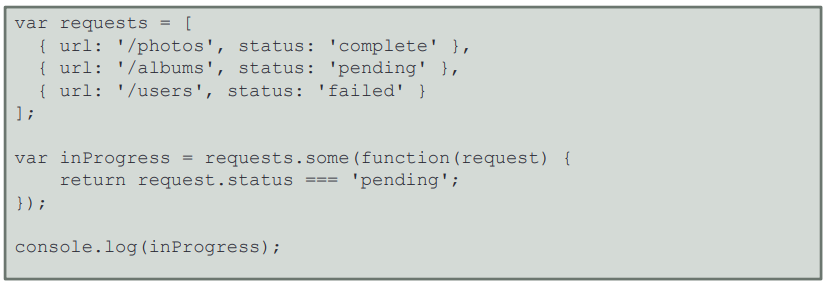 var requests = [
  { url: '/photos', status: 'complete' },
  { url: '/albums', status: 'pending' },
  { url: '/users', status: 'failed' }
];

var inProgress = requests.some(function(request) {
    return request.status === 'pending';
});

console.log(inProgress);